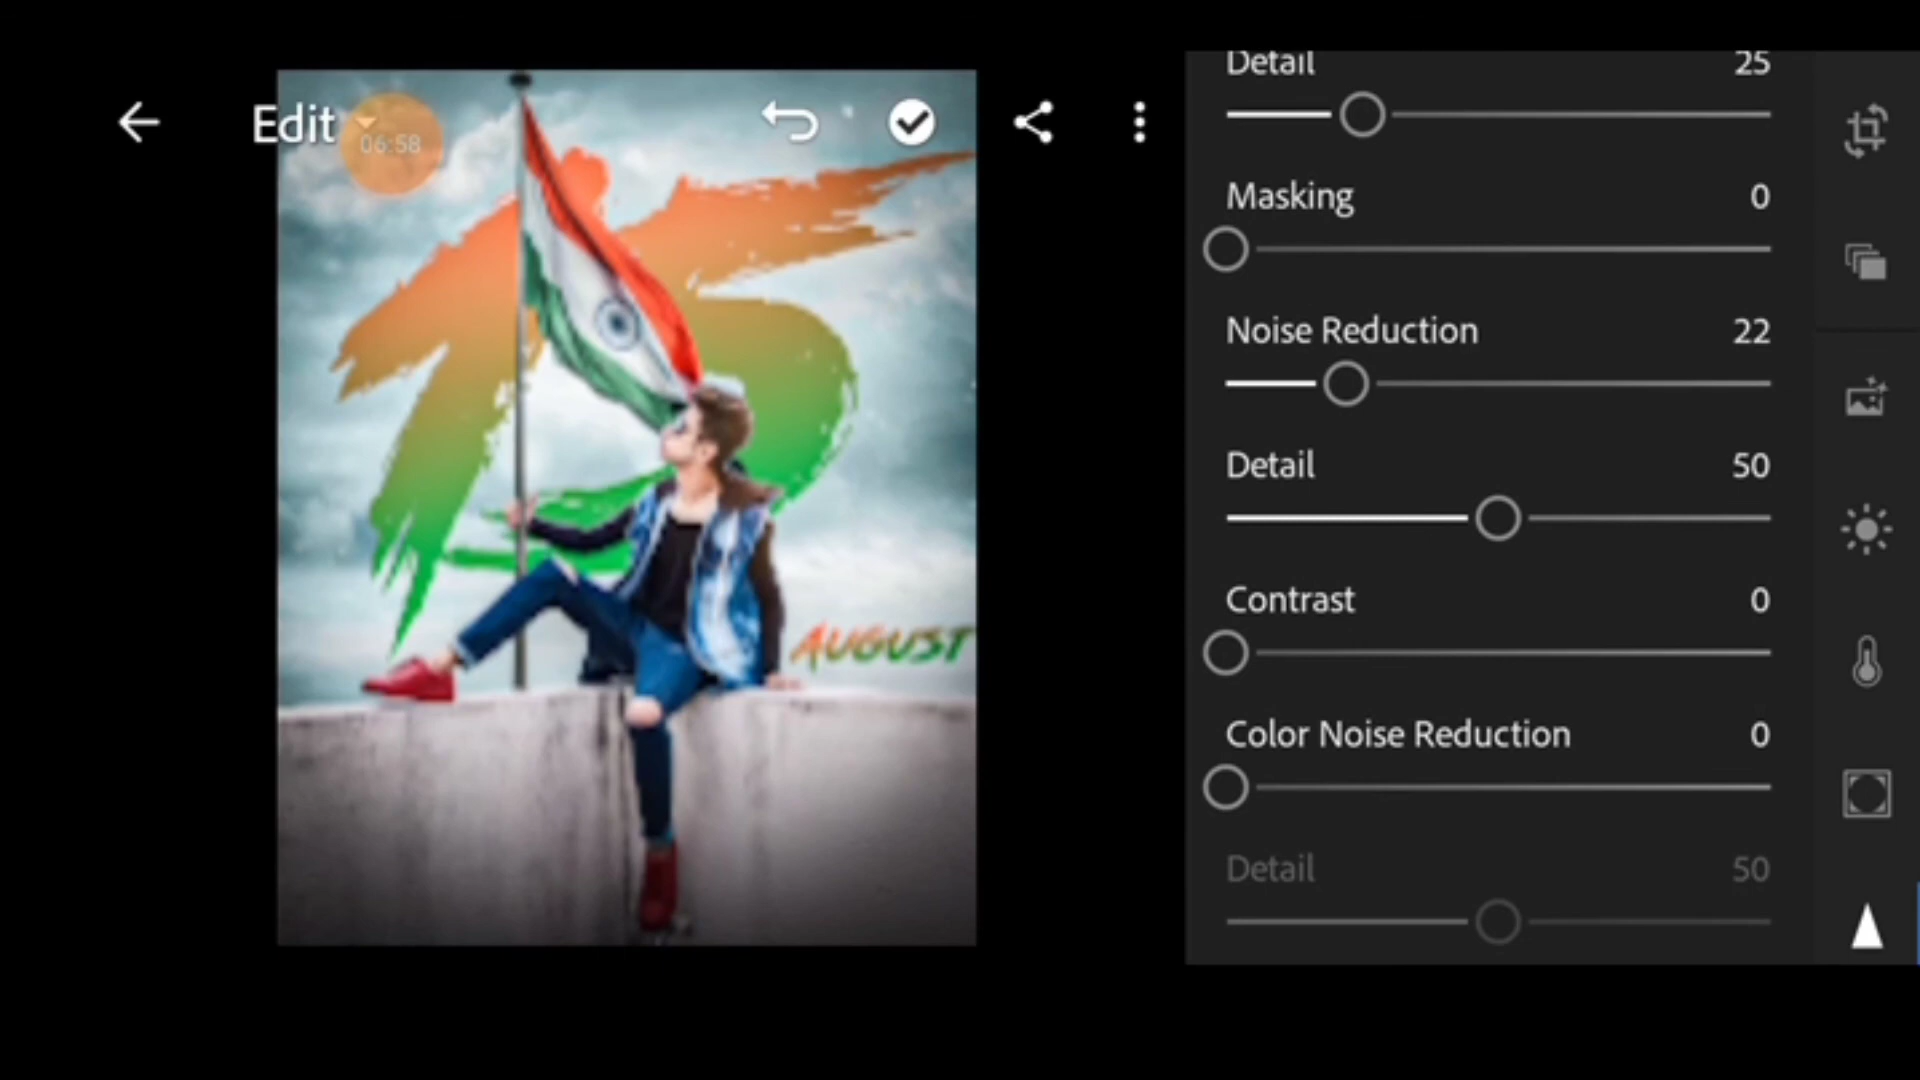 Edit
06:58
15
AUGUST
Detail 25
Masking 0
Noise Reduction 22
Detail 50
Contrast 0
Color Noise Reduction 0
Detail 50